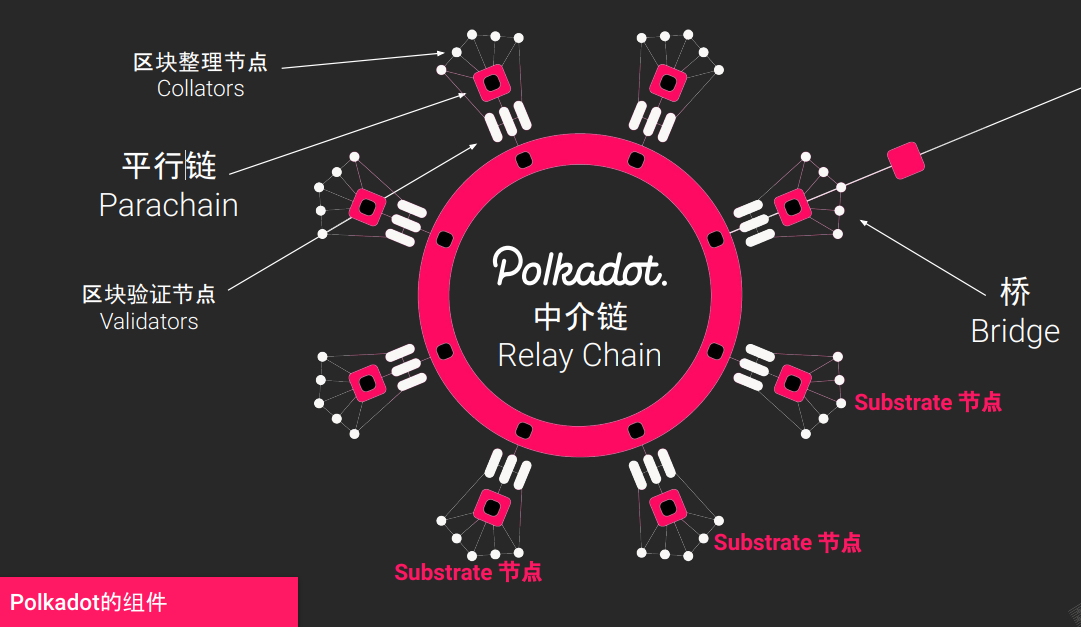 区块整理节点
Collators
平行链
Parachain
区块验证节点
Validators
Polkadot.
中介链
Relay Chain
桥
Bridge
Substrate 节点
Substrate 节点
Substrate 节点
Polkadot的组件